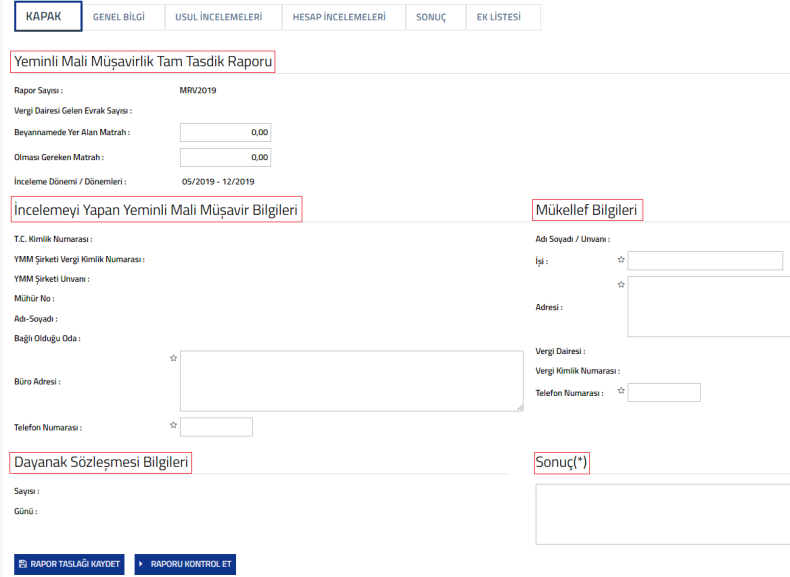 KAPAK GENEL BİLGİ USUL İNCELEMELERİ HESAP İNCELEMELERİ SONUÇ EK LİSTESİ
Yeminli Mali Müşavirlik Tam Tasdik Raporu
Rapor Sayısı : MRV2019
Vergi Dairesi Gelen Evrak Sayısı :
Beyannamede Yer Alan Matrah : 0,00
Olması Gereken Matrah : 0,00
İnceleme Dönemi / Dönemleri : 05/2019 - 12/2019
İncelemeyi Yapan Yeminli Mali Müşavir Bilgileri
T.C. Kimlik Numarası :
YMM Şirketi Vergi Kimlik Numarası :
YMM Şirketi Unvanı :
Mühür No :
Adı-Soyadı :
Bağlı Olduğu Oda :
Büro Adresi :
Telefon Numarası :
Mükellef Bilgileri
Adı Soyadı / Unvanı :
İşi :
Adresi :
Vergi Dairesi :
Vergi Kimlik Numarası :
Telefon Numarası :
Dayanak Sözleşmesi Bilgileri
Sayısı :
Günü :
Sonuç(*)
RAPOR TASLAĞI KAYDET RAPORU KONTROL ET